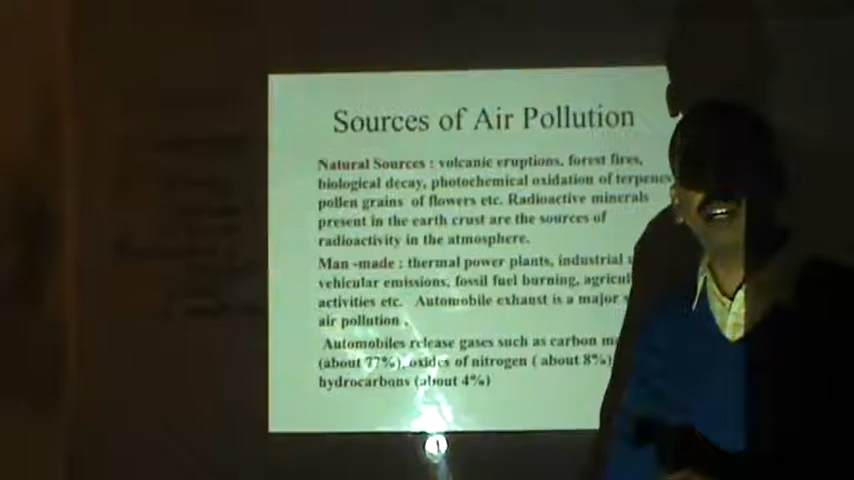 Sources of Air Pollution
Natural Sources : volcanic eruptions, forest fires,
biological decay, photochemical oxidation of terpenes
pollen grains of flowers etc. Radioactive minerals
present in the earth crust are the sources of
radioactivity in the atmosphere.
Man -made : thermal power plants, industrial
vehicular emissions, fossil fuel burning,
activities etc. Automobile exhaust is a major
air pollution .
Automobiles release gases such as carbon
(about 77%), oxides of nitrogen ( about 8%)
hydrocarbons (about 4%)